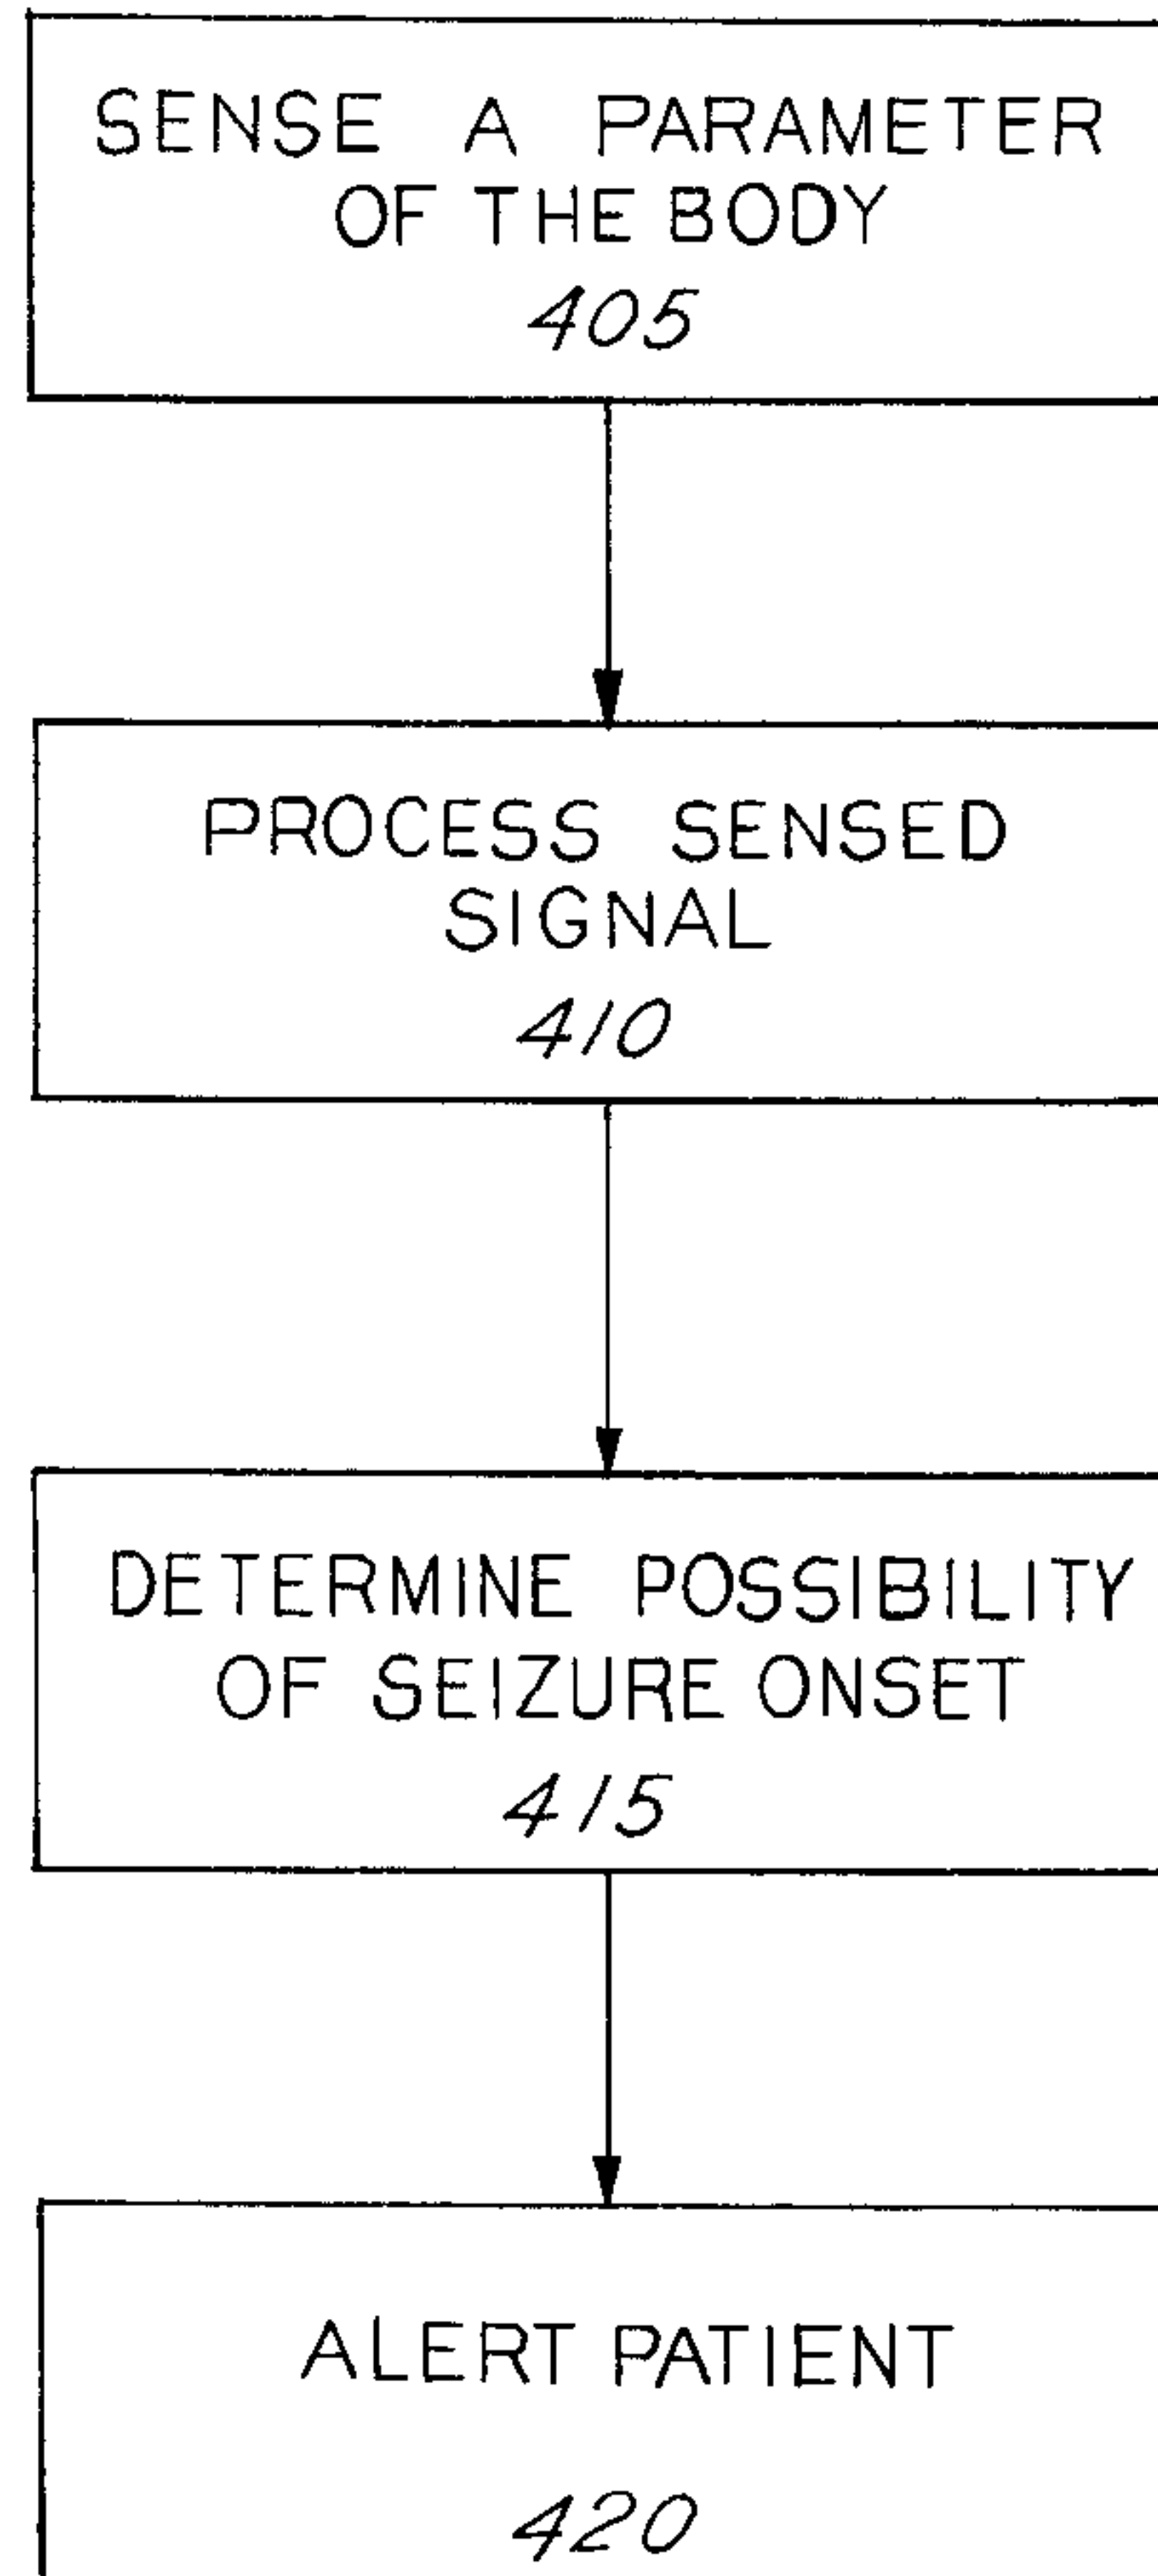 SENSE A PARAMETER
OF THE BODY
405
PROCESS SENSED
SIGNAL
410
DETERMINE POSSIBILITY
OF SEIZURE ONSET
415
ALERT PATIENT
420